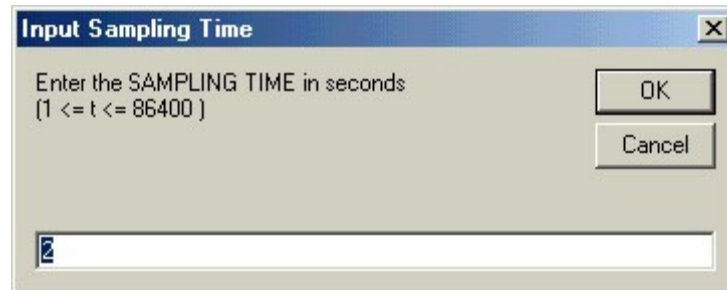 Input Sampling Time
Enter the SAMPLING TIME in seconds
(1 <= t <= 86400 )
OK
Cancel
2